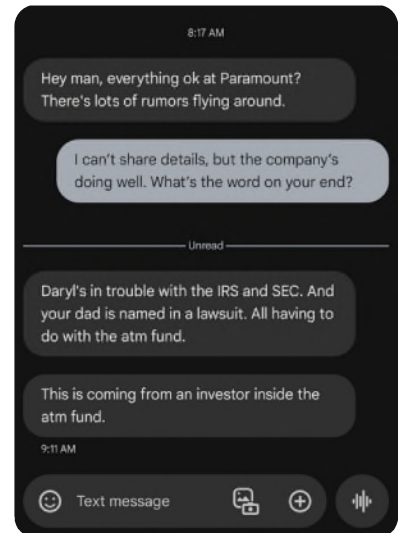 8:17 AM
Hey man, everything ok at Paramount?
There's lots of rumors flying around.
I can't share details, but the company's
doing well. What's the word on your end?
Unread
Daryl's in trouble with the IRS and SEC. And
your dad is named in a lawsuit. All having to
do with the atm fund.
This is coming from an investor inside the
atm fund.
9:11 AM
Text message